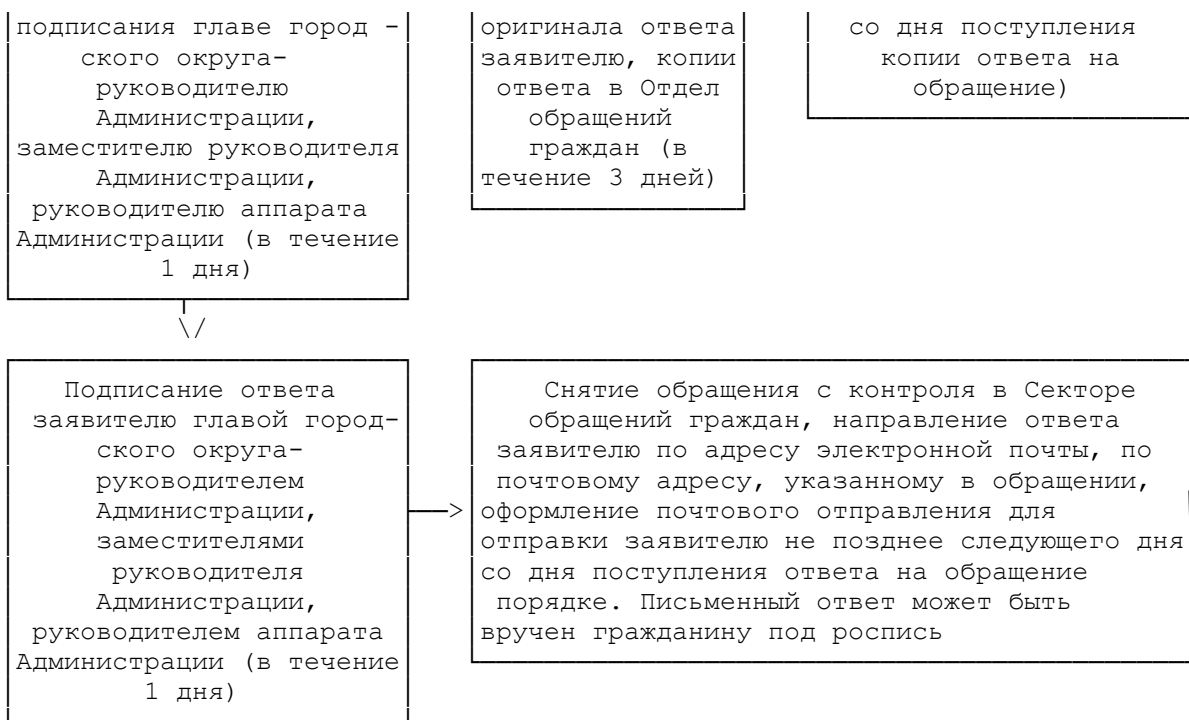 подписания главе город -
ского округа-
руководителю
Администрации,
заместителю руководителя
Администрации,
руководителю аппарата
Администрации (в течение
1 дня)
оригинала ответа
заявителю, копии
ответа в Отдел
обращений
граждан (в
течение 3 дней)
со дня поступления
копии ответа на
обращение)
\/
Подписание ответа
заявителю главой город-
ского округа-
руководителем
Администрации,
заместителями
руководителя
Администрации,
руководителем аппарата
Администрации (в течение
1 дня)
>
Снятие обращения с контроля в Секторе
обращений граждан, направление ответа
заявителю по адресу электронной почты, по
почтовому адресу, указанному в обращении,
оформление почтового отправления для
отправки заявителю не позднее следующего дня
со дня поступления ответа на обращение
порядке. Письменный ответ может быть
вручен гражданину под роспись